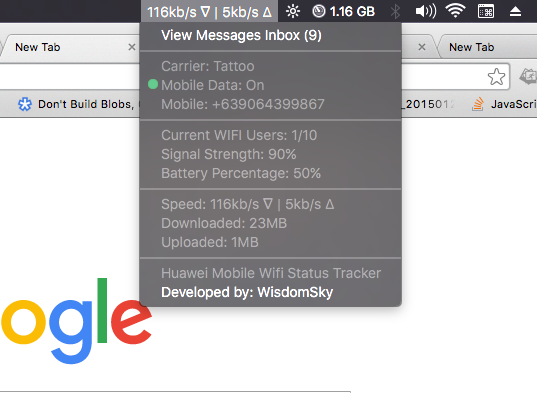 116kb/s ∇ | 5kb/s Δ
1.16 GB
View Messages Inbox (9)
New Tab
New Tab
Carrier: Tattoo
Mobile Data: On
Mobile: +639064399867
Don't Build Blobs,
_201501
JavaScri
Current WIFI Users: 1/10
Signal Strength: 90%
Battery Percentage: 50%
Speed: 116kb/s ∇ | 5kb/s Δ
Downloaded: 23MB
Uploaded: 1MB
Huawei Mobile Wifi Status Tracker
Developed by: WisdomSky
ogle